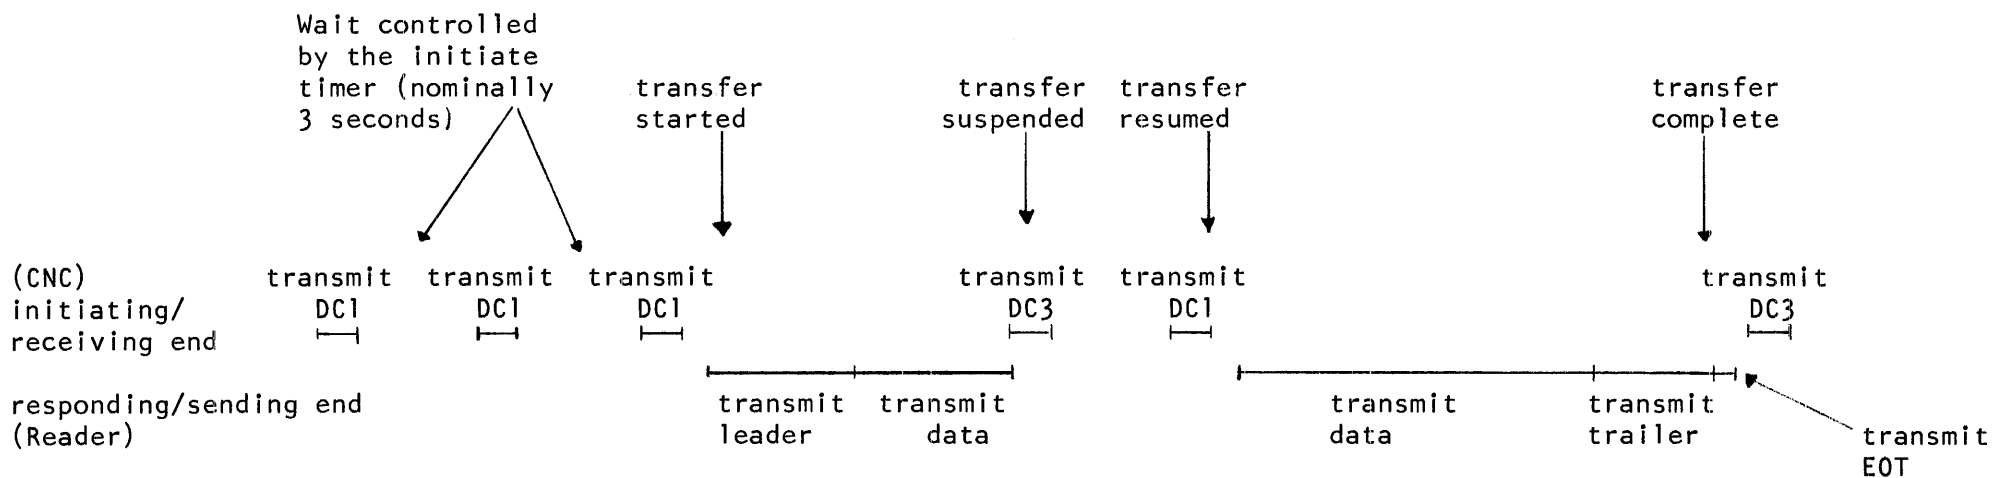 Wait controlled
by the initiate
timer (nominally
3 seconds)
transfer
started
transfer
suspended
transfer
resumed
transfer
complete
(CNC)
initiating/
receiving end
transmit
DC1
transmit
DC1
transmit
DC1
transmit
DC3
transmit
DC1
transmit
DC3
responding/sending end
(Reader)
transmit
leader
transmit
data
transmit
data
transmit
trailer
transmit
EOT